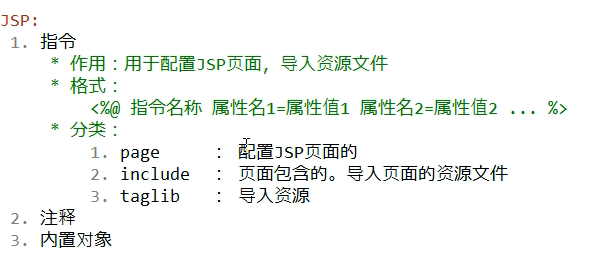 JSP:
1. 指令
* 作用：用于配置JSP页面，导入资源文件
* 格式：
<%@ 指令名称 属性名1=属性值1 属性名2=属性值2 ... %>
* 分类：
1. page : 配置JSP页面的
2. include : 页面包含的。导入页面的资源文件
3. taglib : 导入资源
2. 注释
3. 内置对象